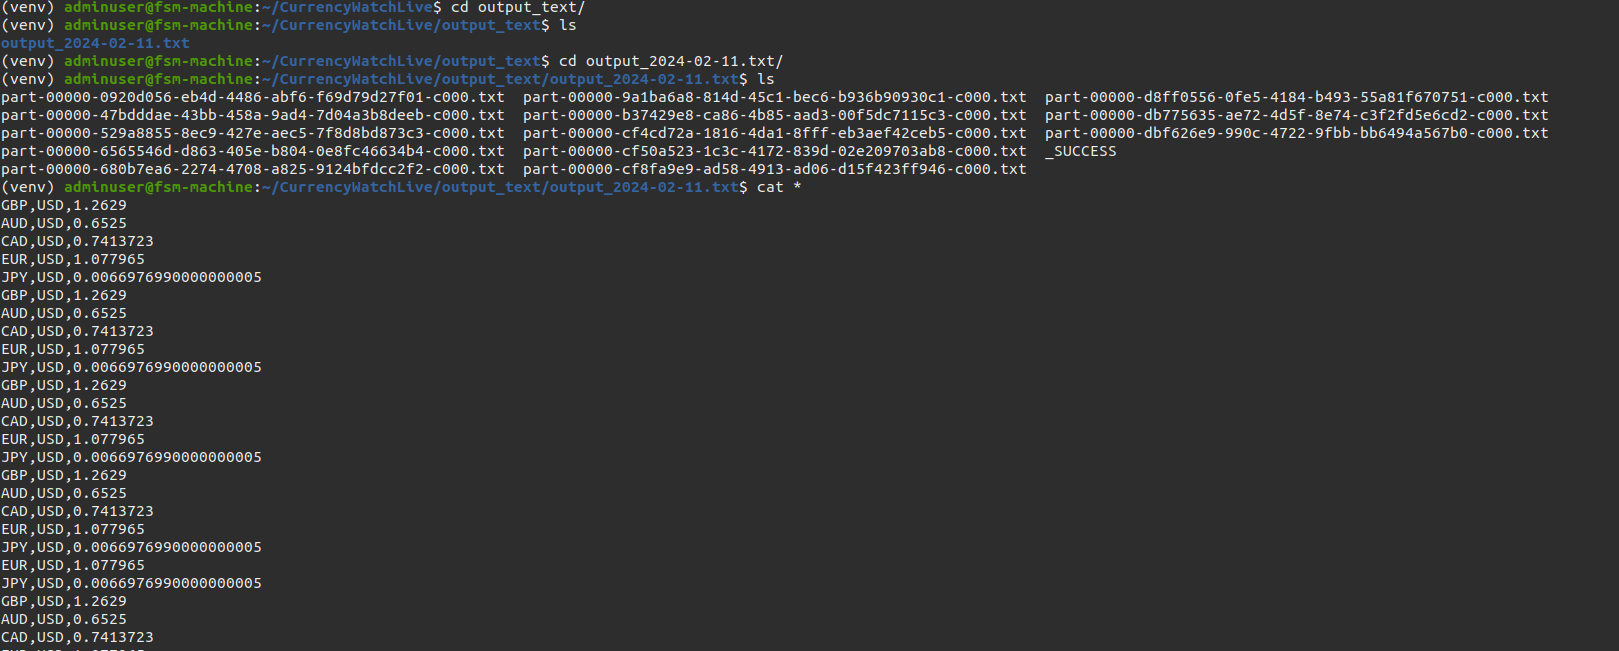 (venv) adminuser@fsm-machine:~/CurrencyWatchLive$ cd output_text/
(venv) adminuser@fsm-machine:~/CurrencyWatchLive/output_text$ ls
output_2024-02-11.txt
(venv) adminuser@fsm-machine:~/CurrencyWatchLive/output_text$ cd output_2024-02-11.txt/
(venv) adminuser@fsm-machine:~/CurrencyWatchLive/output_text/output_2024-02-11.txt$ ls
part-00000-0920d056-eb4d-4486-abf6-f69d79d27f01-c000.txt  part-00000-9a1ba6a8-814d-45c1-bec6-b936b90930c1-c000.txt  part-00000-d8ff0556-0fe5-4184-b493-55a81f670751-c000.txt
part-00000-47bdddae-43bb-458a-9ad4-7d04a3b8deeb-c000.txt  part-00000-b37429e8-ca86-4b85-aad3-00f5dc7115c3-c000.txt  part-00000-db775635-ae72-4d5f-8e74-c3f2fd5e6cd2-c000.txt
part-00000-529a8855-8ec9-427e-aec5-7f8d8bd873c3-c000.txt  part-00000-cf4cd72a-1816-4da1-8fff-eb3aef42ceb5-c000.txt  part-00000-dbf626e9-990c-4722-9fbb-bb6494a567b0-c000.txt
part-00000-6565546d-d863-405e-b804-0e8fc46634b4-c000.txt  part-00000-cf50a523-1c3c-4172-839d-02e209703ab8-c000.txt  _SUCCESS
part-00000-680b7ea6-2274-4708-a825-9124bfdcc2f2-c000.txt  part-00000-cf8fa9e9-ad58-4913-ad06-d15f423ff946-c000.txt
(venv) adminuser@fsm-machine:~/CurrencyWatchLive/output_text/output_2024-02-11.txt$ cat *
GBP,USD,1.2629
AUD,USD,0.6525
CAD,USD,0.7413723
EUR,USD,1.077965
JPY,USD,0.0066976990000000005
GBP,USD,1.2629
AUD,USD,0.6525
CAD,USD,0.7413723
EUR,USD,1.077965
JPY,USD,0.0066976990000000005
GBP,USD,1.2629
AUD,USD,0.6525
CAD,USD,0.7413723
EUR,USD,1.077965
JPY,USD,0.0066976990000000005
GBP,USD,1.2629
AUD,USD,0.6525
CAD,USD,0.7413723
EUR,USD,1.077965
JPY,USD,0.0066976990000000005
EUR,USD,1.077965
JPY,USD,0.0066976990000000005
GBP,USD,1.2629
AUD,USD,0.6525
CAD,USD,0.7413723